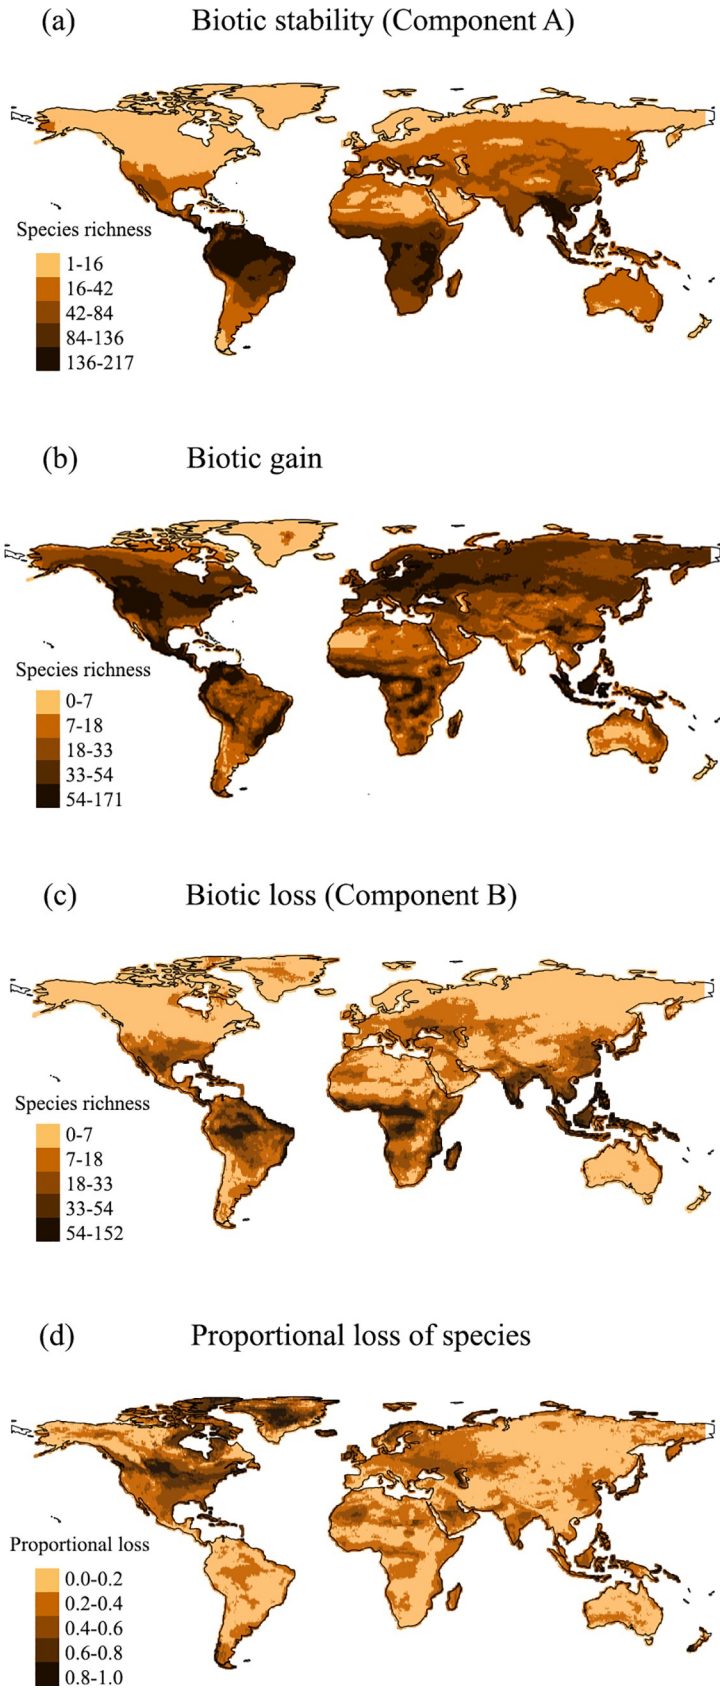 (a) Biotic stability (Component A)
Species richness
1-16
16-42
42-84
84-136
136-217
(b) Biotic gain
Species richness
0-7
7-18
18-33
33-54
54-171
(c) Biotic loss (Component B)
Species richness
0-7
7-18
18-33
33-54
54-152
(d) Proportional loss of species
Proportional loss
0.0-0.2
0.2-0.4
0.4-0.6
0.6-0.8
0.8-1.0